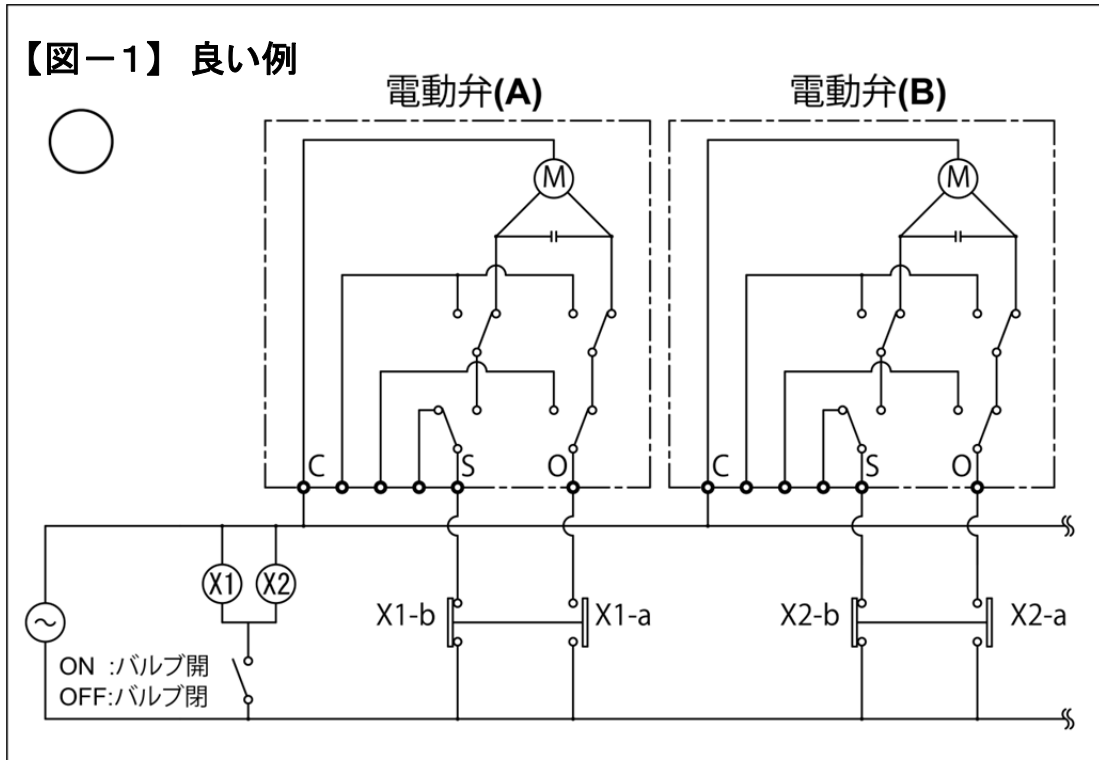 【図−1】 良い例
電動弁(A)
電動弁(B)
M
M
C
S
O
C
S
O
X1
X2
X1-b
X1-a
X2-b
X2-a
ON :バルブ開
OFF:バルブ閉